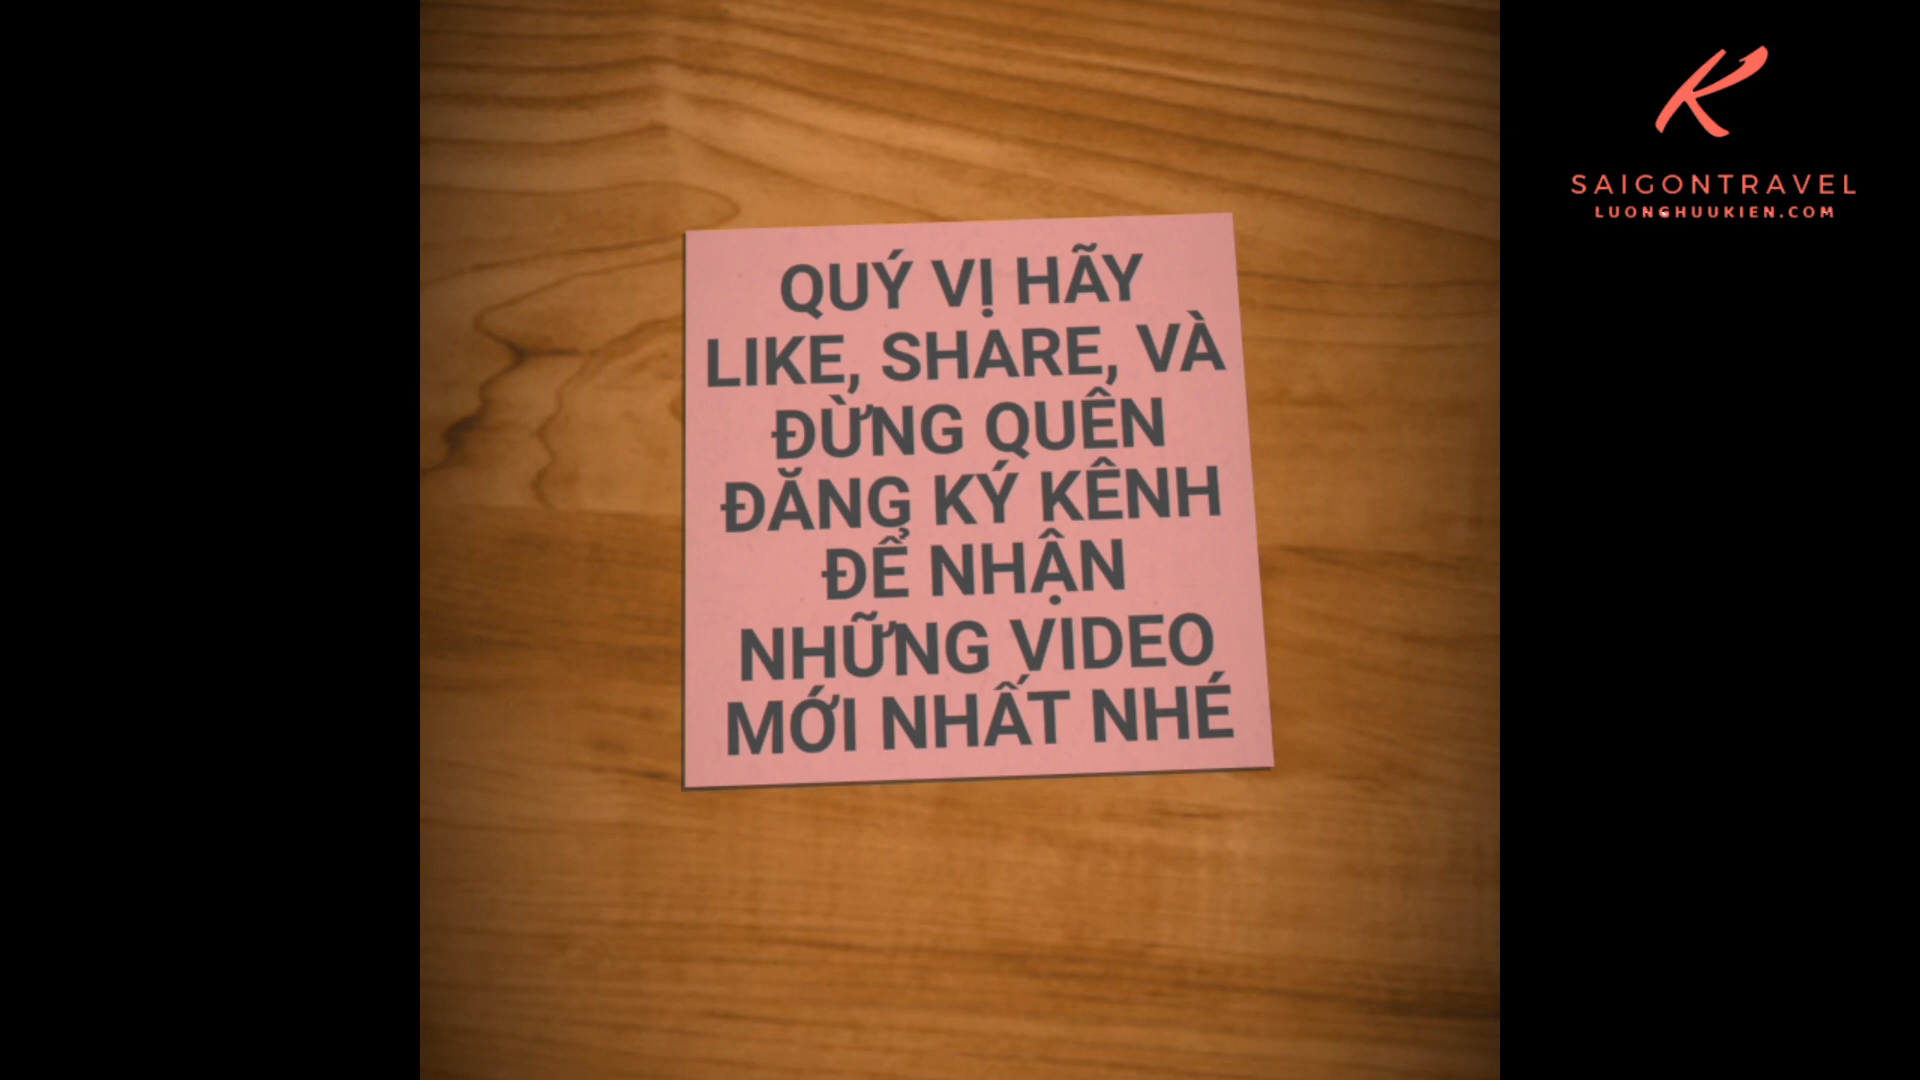 QUÝ VỊ HÃY
LIKE, SHARE, VÀ
ĐỪNG QUÊN
ĐĂNG KÝ KÊNH
ĐỂ NHẬN
NHỮNG VIDEO
MỚI NHẤT NHÉ
K
SAIGONTRAVEL
LUONGHUUKIEN.COM